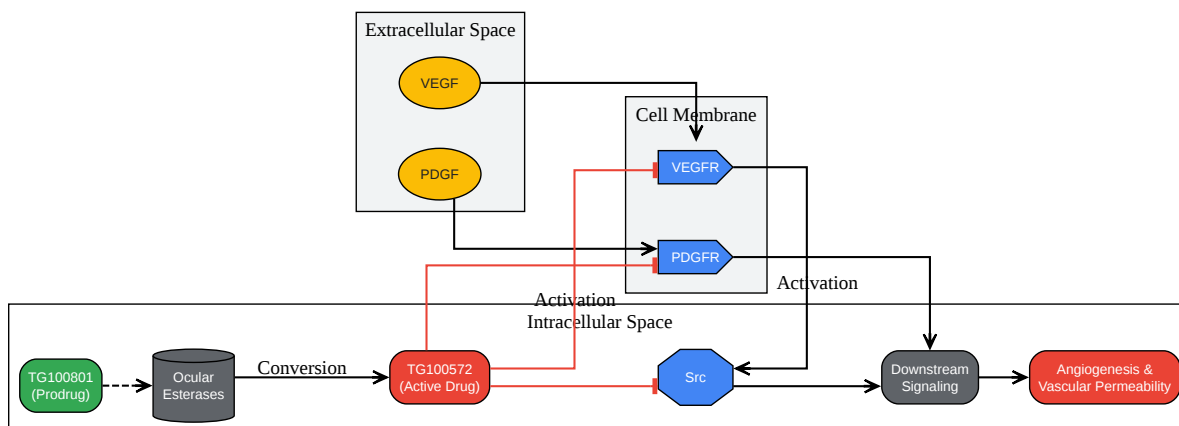 Extracellular Space
VEGF
PDGF
Cell Membrane
VEGFR
PDGFR
Activation
Activation
Intracellular Space
TG100801
(Prodrug)
Ocular
Esterases
Conversion
TG100572
(Active Drug)
Src
Downstream
Signaling
Angiogenesis &
Vascular Permeability